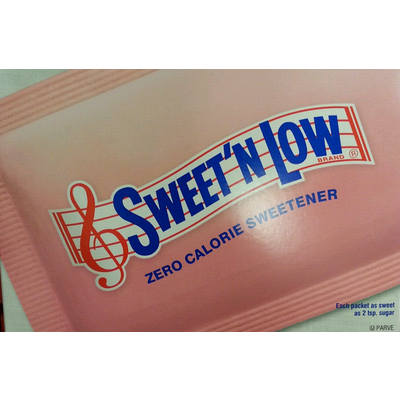 SWEET'N LOW
BRAND ®
ZERO CALORIE SWEETENER
Each packet as sweet
as 2 tsp. sugar
Ⓤ PARVE